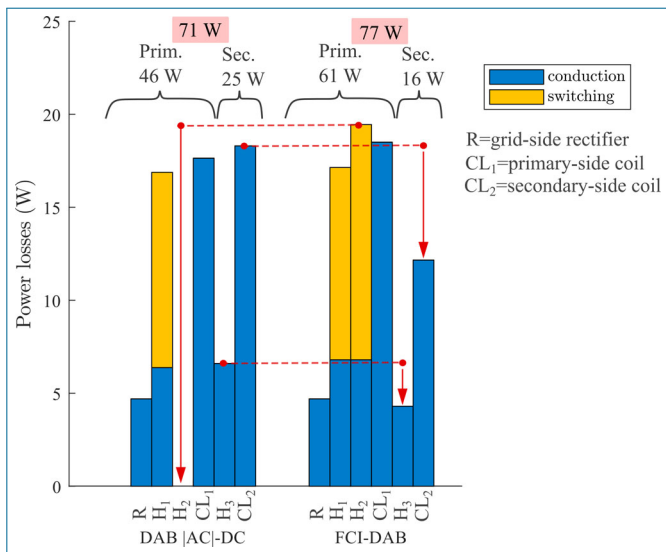 71 W
77 W
Prim.
46 W
Sec.
25 W
Prim.
61 W
Sec.
16 W
conduction
switching
R=grid-side rectifier
CL₁=primary-side coil
CL₂=secondary-side coil
Power losses (W)
25
20
15
10
5
0
R H₁ H₂ CL₁ H₃ CL₂
R H₁ H₂ CL₁ H₃ CL₂
DAB |AC|-DC
FCI-DAB